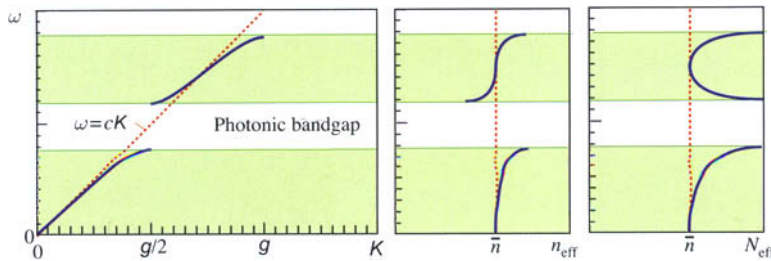 ω
ω=cK
Photonic bandgap
0
0
g/2
g
K
n̄
n_eff
n̄
N_eff